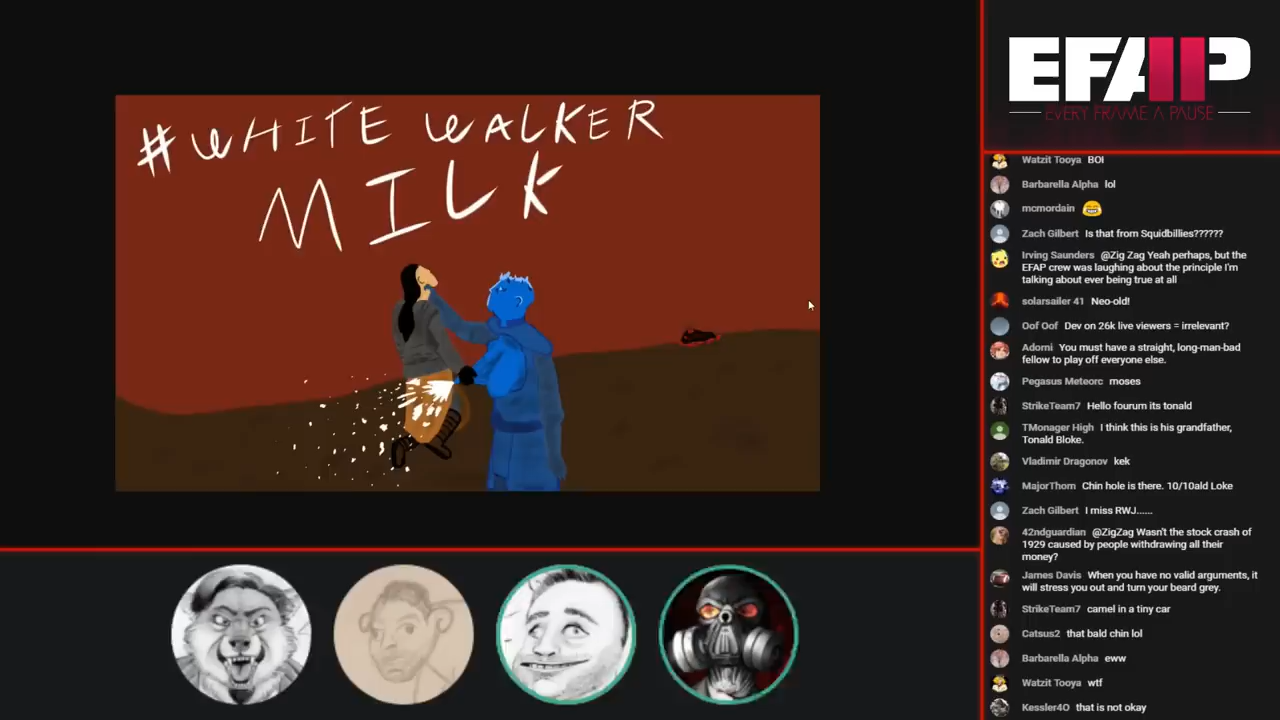 #WHITE WALKER
MILK
EFAP
EVERY FRAME A PAUSE
Watzit Tooya BOI
Barbarella Alpha lol
mcmordain 😁
Zach Gilbert Is that from Squidbillies??????
Irving Saunders @Zig Zag Yeah perhaps, but the
EFAP crew was laughing about the principle I'm
talking about ever being true at all
solarsailer 41 Neo-old!
Oof Oof Dev on 26k live viewers = irrelevant?
Adorni You must have a straight, long-man-bad
fellow to play off everyone else.
Pegasus Meteorc moses
StrikeTeam7 Hello fourum its tonald
TMonager High I think this is his grandfather,
Tonald Bloke.
Vladimir Dragonov kek
MajorThom Chin hole is there. 10/10ald Loke
Zach Gilbert I miss RWJ......
42ndguardian @ZigZag Wasn't the stock crash of
1929 caused by people withdrawing all their
money?
James Davis When you have no valid arguments, it
will stress you out and turn your beard grey.
StrikeTeam7 camel in a tiny car
Catsus2 that bald chin lol
Barbarella Alpha eww
Watzit Tooya wtf
Kessler4O that is not okay